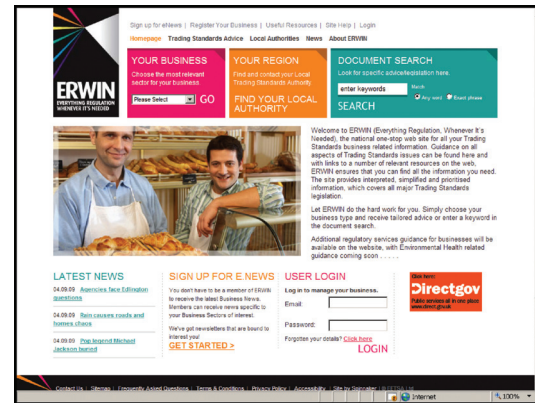 Sign up for eNews | Register Your Business | Useful Resources | Site Help | Login
Homepage Trading Standards Advice Local Authorities News About ERWIN
ERWIN
EVERYTHING REGULATION
WHENEVER IT'S NEEDED
YOUR BUSINESS
Choose the most relevant
sector for your business
Please Select
GO
YOUR REGION
Find and contact your Local
Trading Standards Authority
FIND YOUR LOCAL
AUTHORITY
DOCUMENT SEARCH
Look for specific advice/legislation here.
enter keywords
Match
Any word Exact phrase
SEARCH
Welcome to ERWIN (Everything Regulation, Whenever It's
Needed), the national one-stop web site for all your Trading
Standards business related information. Guidance on all
aspects of Trading Standards issues can be found here and
with links to a number of relevant resources on the web,
ERWIN ensures that you can find all the information you need.
The site provides interpreted, simplified and prioritised
information, which covers all major Trading Standards
legislation.
Let ERWIN do the hard work for you. Simply choose your
business type and receive tailored advice or enter a keyword in
the document search.
Additional regulatory services guidance for businesses will be
available on the website, with Environmental Health related
guidance coming soon . . . . . .
LATEST NEWS
04.09.09 Agencies face Edlington
questions
04.09.09 Rain causes roads and
homes chaos
04.09.09 Pop legend Michael
Jackson buried
SIGN UP FOR E NEWS
You don't have to be a member of ERWIN
to receive the latest Business News.
Members can receive news specific to
your Business Sectors of interest.
We've got newsletters that are bound to
interest you!
GET STARTED >
USER LOGIN
Log in to manage your business.
Email:
Password:
Forgotten your details? Click here
LOGIN
Click here:
Directgov
Public services all in one place
www.direct.gov.uk
Contact Us | Sitemap | Frequently Asked Questions | Terms & Conditions | Privacy Policy | Accessibility | Site by Spinnaker
Internet
100%